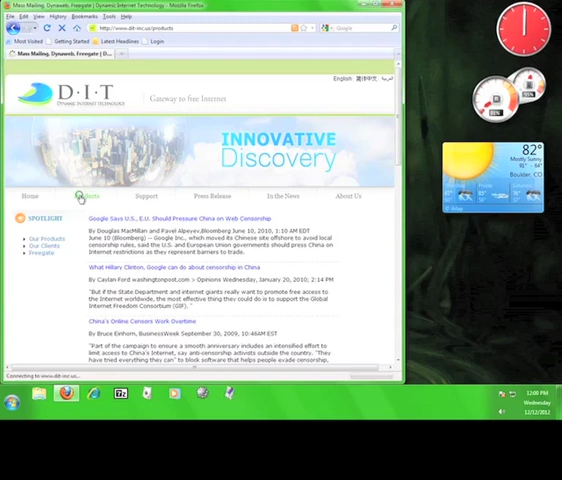 Mass Mailing, Dynaweb, Freegate | Dynamic Internet Technology - Mozilla Firefox
File Edit View History Bookmarks Tools Help
http://www.dit-inc.us/products
Google
Most Visited Getting Started Latest Headlines Login
Mass Mailing, Dynaweb, Freegate | D...
English 简体中文 العربية
D·I·T
DYNAMIC INTERNET TECHNOLOGY
Gateway to free Internet
INNOVATIVE
Discovery
Home Products Support Press Release In the News About Us
SPOTLIGHT
Our Products
Our Clients
Freegate
Google Says U.S., E.U. Should Pressure China on Web Censorship
By Douglas MacMillan and Pavel Alpeyev,Bloomberg June 10, 2010, 1:10 AM EDT
June 10 (Bloomberg) -- Google Inc., which moved its Chinese site offshore to avoid local
censorship rules, said the U.S. and European Union governments should press China on
Internet restrictions as they represent barriers to trade.
What Hillary Clinton, Google can do about censorship in China
By Caylan Ford washingtonpost.com > Opinions Wednesday, January 20, 2010; 2:14 PM
"But if the State Department and internet giants really want to promote free access to
the Internet worldwide, the most effective thing they could do is to support the Global
Internet Freedom Consortium (GIF). "
China's Online Censors Work Overtime
By Bruce Einhorn, BusinessWeek September 30, 2009, 10:46AM EST
"Part of the campaign to ensure a smooth anniversary includes an intensified effort to
limit access to China's Internet, say anti-censorship activists outside the country. "They
have tried everything they can" to block software that helps people evade censorship,
Connecting to www.dit-inc.us...
82°
Mostly Sunny
Boulder, CO
12:00 PM
Wednesday
12/12/2012